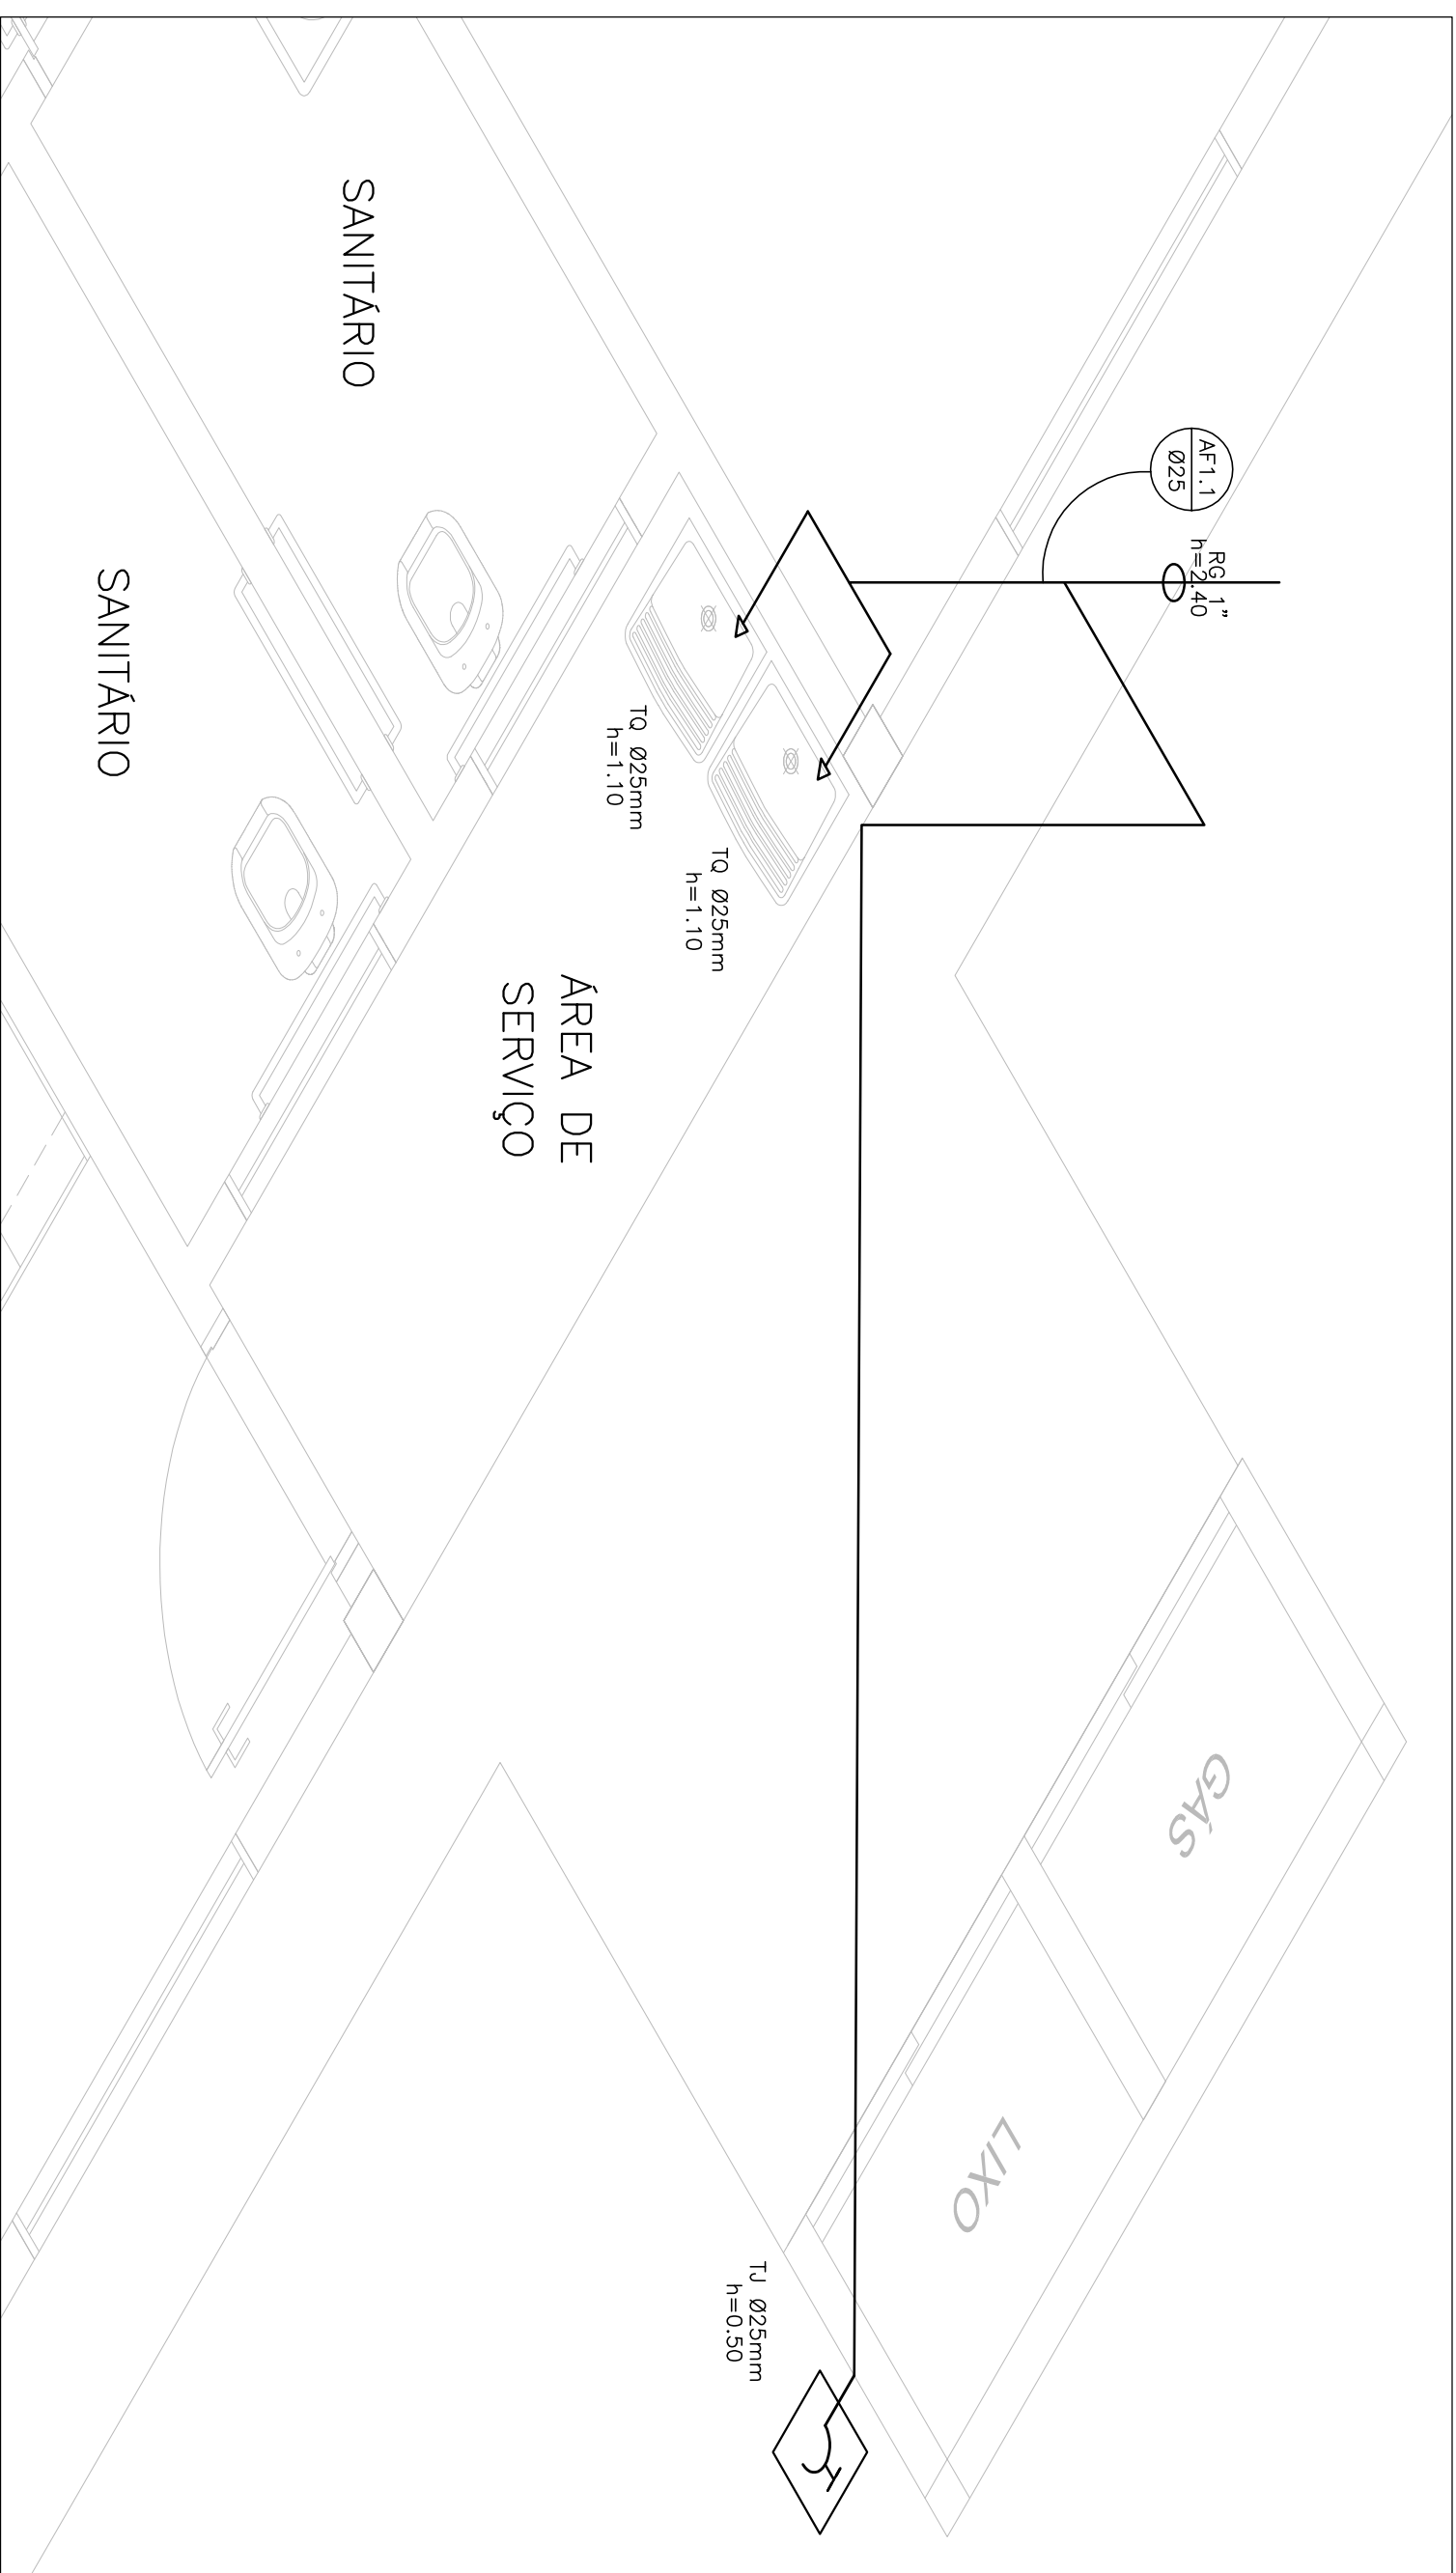 AF1.1
Ø25
RG 1"
h=2.40
SANITÁRIO
SANITÁRIO
TQ Ø25mm
h=1.10
TQ Ø25mm
h=1.10
ÁREA DE
SERVIÇO
GÁS
LIXO
TJ Ø25mm
h=0.50